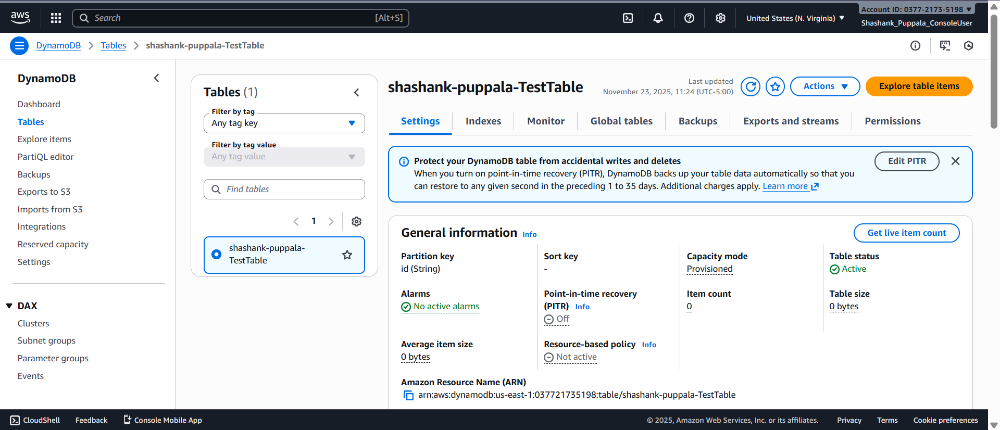 aws
Search [Alt+S]
United States (N. Virginia)
Account ID: 0377-2173-5198
Shashank_Puppala_ConsoleUser
DynamoDB
Tables
shashank-puppala-TestTable
DynamoDB
Dashboard
Tables
Explore items
PartiQL editor
Backups
Exports to S3
Imports from S3
Integrations
Reserved capacity
Settings
DAX
Clusters
Subnet groups
Parameter groups
Events
Tables (1)
Filter by tag
Any tag key
Filter by tag value
Any tag value
Find tables
1
shashank-puppala-
TestTable
shashank-puppala-TestTable
Last updated
November 23, 2025, 11:24 (UTC-5:00)
Actions
Explore table items
Settings
Indexes
Monitor
Global tables
Backups
Exports and streams
Permissions
Protect your DynamoDB table from accidental writes and deletes
When you turn on point-in-time recovery (PITR), DynamoDB backs up your table data automatically so that you
can restore to any given second in the preceding 1 to 35 days. Additional charges apply. Learn more
Edit PITR
General information Info
Get live item count
Partition key
id (String)
Sort key
-
Capacity mode
Provisioned
Table status
Active
Alarms
No active alarms
Point-in-time recovery
(PITR) Info
Off
Item count
0
Table size
0 bytes
Average item size
0 bytes
Resource-based policy Info
Not active
Amazon Resource Name (ARN)
arn:aws:dynamodb:us-east-1:037721735198:table/shashank-puppala-TestTable
CloudShell
Feedback
Console Mobile App
© 2025, Amazon Web Services, Inc. or its affiliates.
Privacy
Terms
Cookie preferences